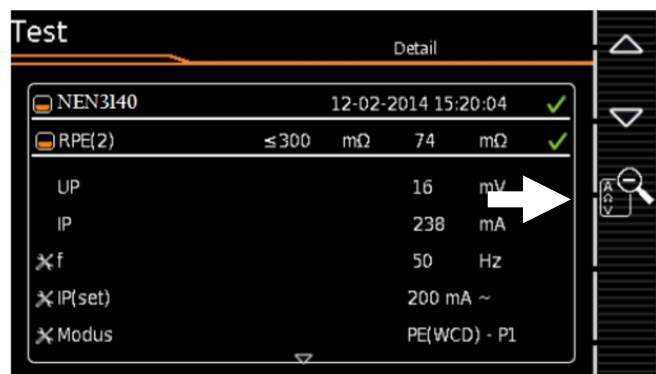 Test
Detail
NEN3140 12-02-2014 15:20:04
RPE(2) ≤300 mΩ 74 mΩ
UP 16 mV
IP 238 mA
f 50 Hz
IP(set) 200 mA ~
Modus PE(WCD) - P1
A
Ω
V